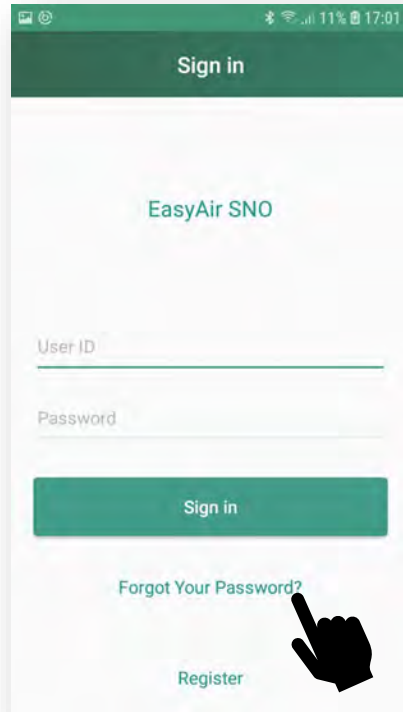 11% 17:01
Sign in
EasyAir SNO
User ID
Password
Sign in
Forgot Your Password?
Register